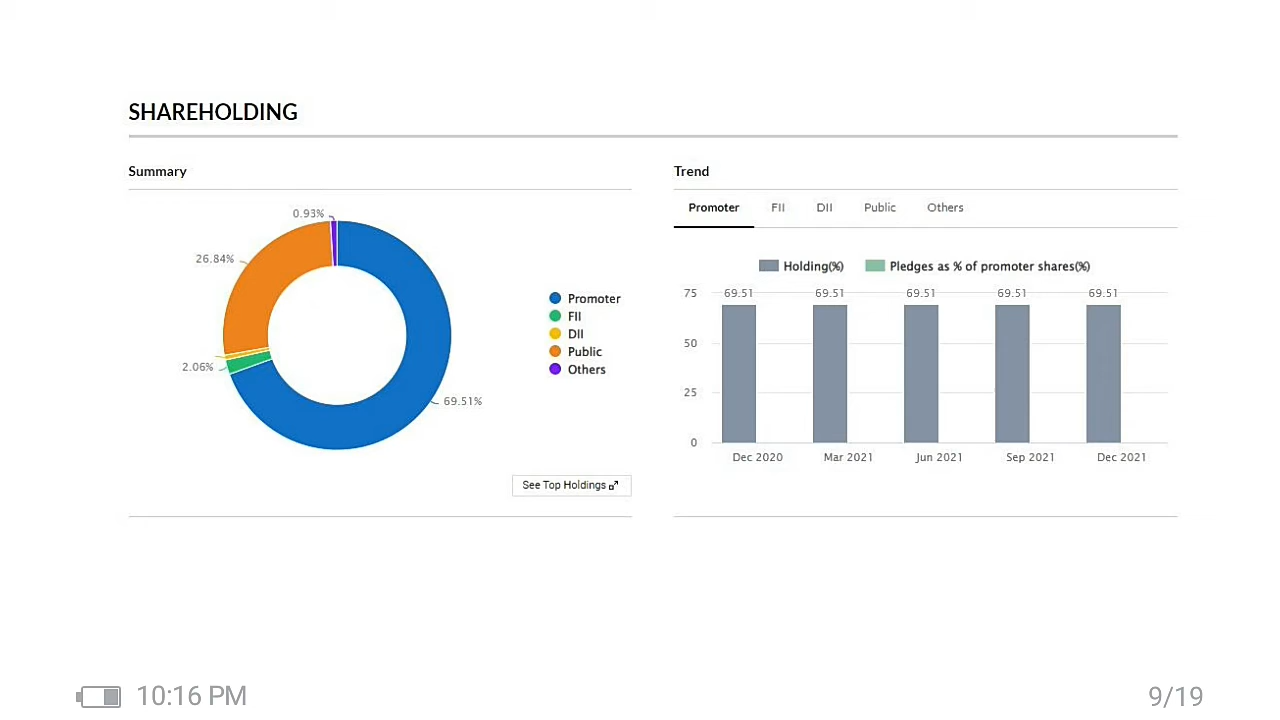 SHAREHOLDING
Summary
0.93%
26.84%
2.06%
69.51%
Promoter
FII
DII
Public
Others
See Top Holdings
Trend
Promoter FII DII Public Others
Holding(%) Pledges as % of promoter shares(%)
75
50
25
0
69.51 69.51 69.51 69.51 69.51
Dec 2020 Mar 2021 Jun 2021 Sep 2021 Dec 2021
10:16 PM
9/19